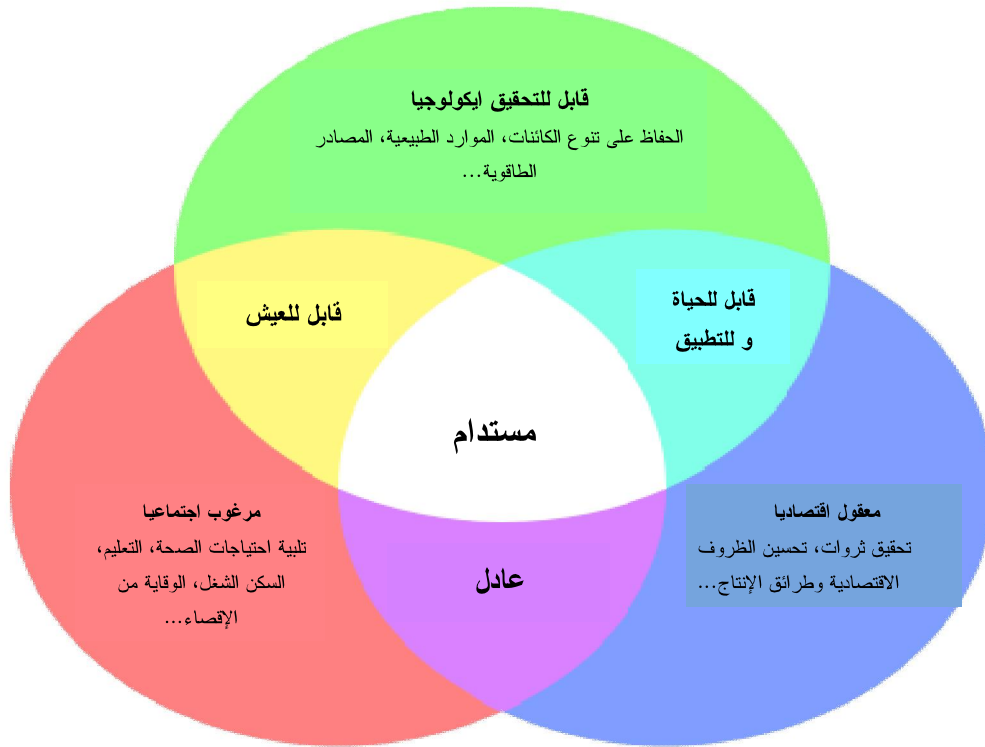 قابل للتحقيق ايكولوجيا
الحفاظ على تنوع الكائنات، الموارد الطبيعية، المصادر
الطاقوية...
قابل للحياة
و للتطبيق
قابل للعيش
مستدام
معقول اقتصاديا
تحقيق ثروات، تحسين الظروف
الاقتصادية وطرائق الإنتاج...
مرغوب اجتماعيا
تلبية احتياجات الصحة، التعليم،
السكن الشغل، الوقاية من
الإقصاء...
عادل